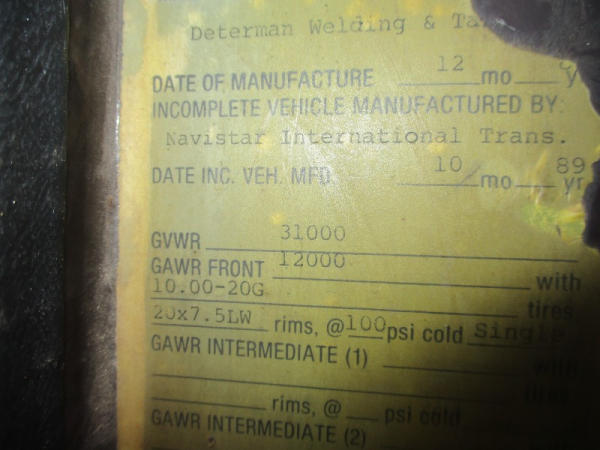 Determan Welding &
DATE OF MANUFACTURE 12 mo
INCOMPLETE VEHICLE MANUFACTURED BY:
Navistar International Trans.
DATE INC. VEH. MFD. 10 mo 89 yr
GVWR 31000
GAWR FRONT 12000 with
10.00-20G tires
20x7.5LW rims, @ 100 psi cold Single
GAWR INTERMEDIATE (1) with
tires
rims, @ psi cold
GAWR INTERMEDIATE (2)